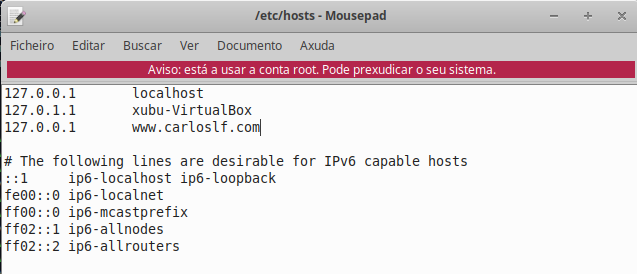 /etc/hosts - Mousepad
Ficheiro Editar Buscar Ver Documento Axuda
Aviso: está a usar a conta root. Pode prexudicar o seu sistema.
127.0.0.1 localhost
127.0.1.1 xubu-VirtualBox
127.0.0.1 www.carloslf.com
# The following lines are desirable for IPv6 capable hosts
::1 ip6-localhost ip6-loopback
fe00::0 ip6-localnet
ff00::0 ip6-mcastprefix
ff02::1 ip6-allnodes
ff02::2 ip6-allrouters